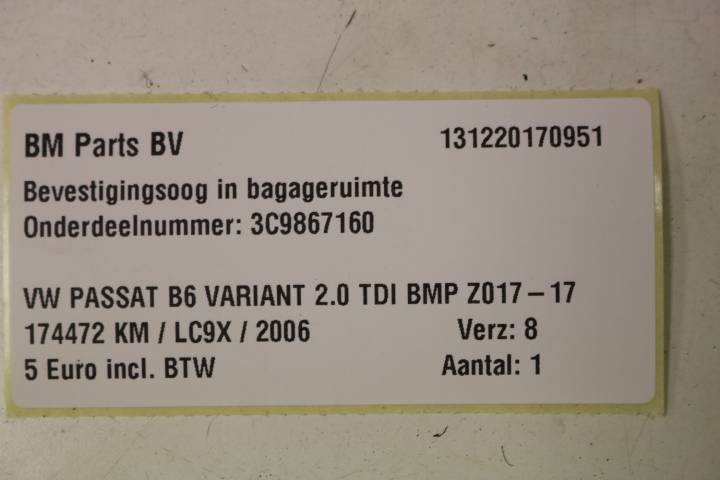 BM Parts BV 131220170951
Bevestigingsoog in bagageruimte
Onderdeelnummer: 3C9867160
VW PASSAT B6 VARIANT 2.0 TDI BMP Z017-17
174472 KM / LC9X / 2006 Verz: 8
5 Euro incl. BTW Aantal: 1